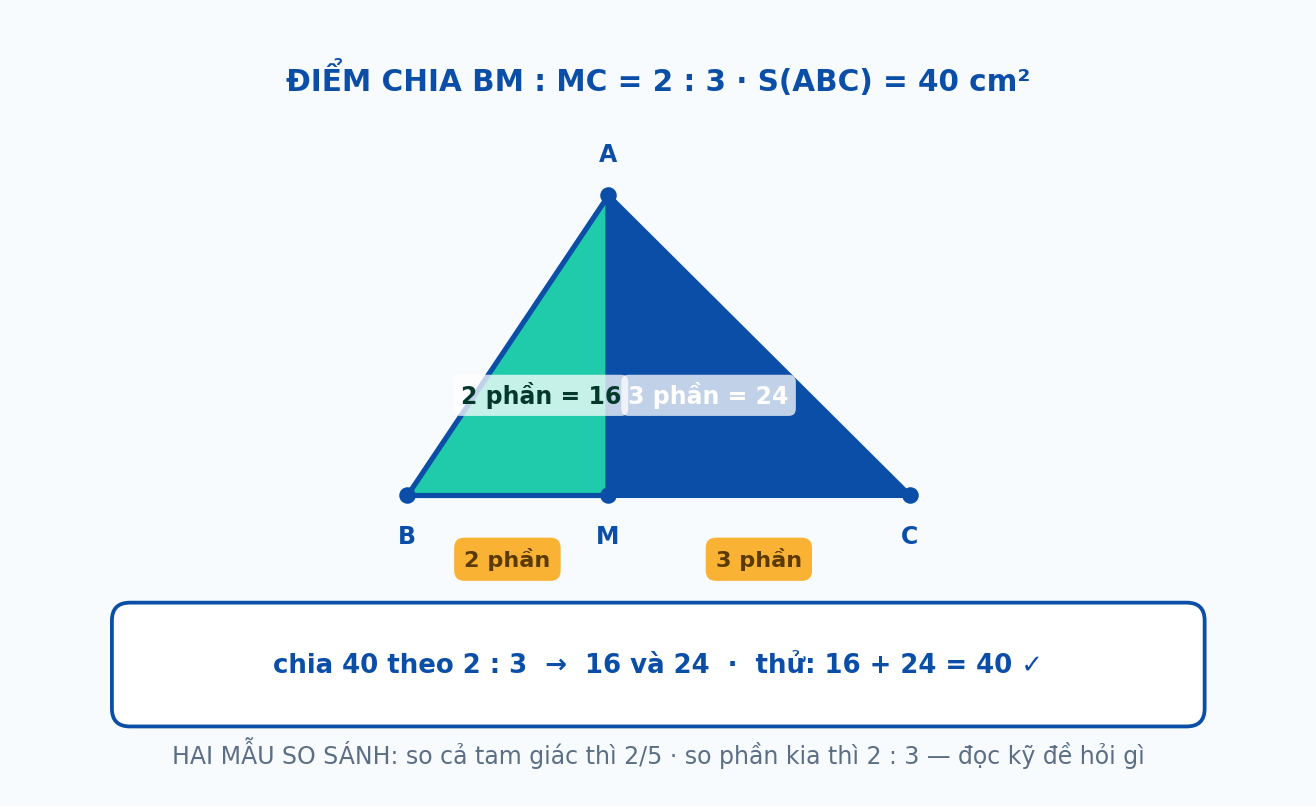 ĐIỂM CHIA BM : MC = 2 : 3 · S(ABC) = 40 cm²
A
2 phần = 16
3 phần = 24
B
M
C
2 phần
3 phần
chia 40 theo 2 : 3 → 16 và 24 · thử: 16 + 24 = 40 ✓
HAI MẪU SO SÁNH: so cả tam giác thì 2/5 · so phần kia thì 2 : 3 — đọc kỹ đề hỏi gì